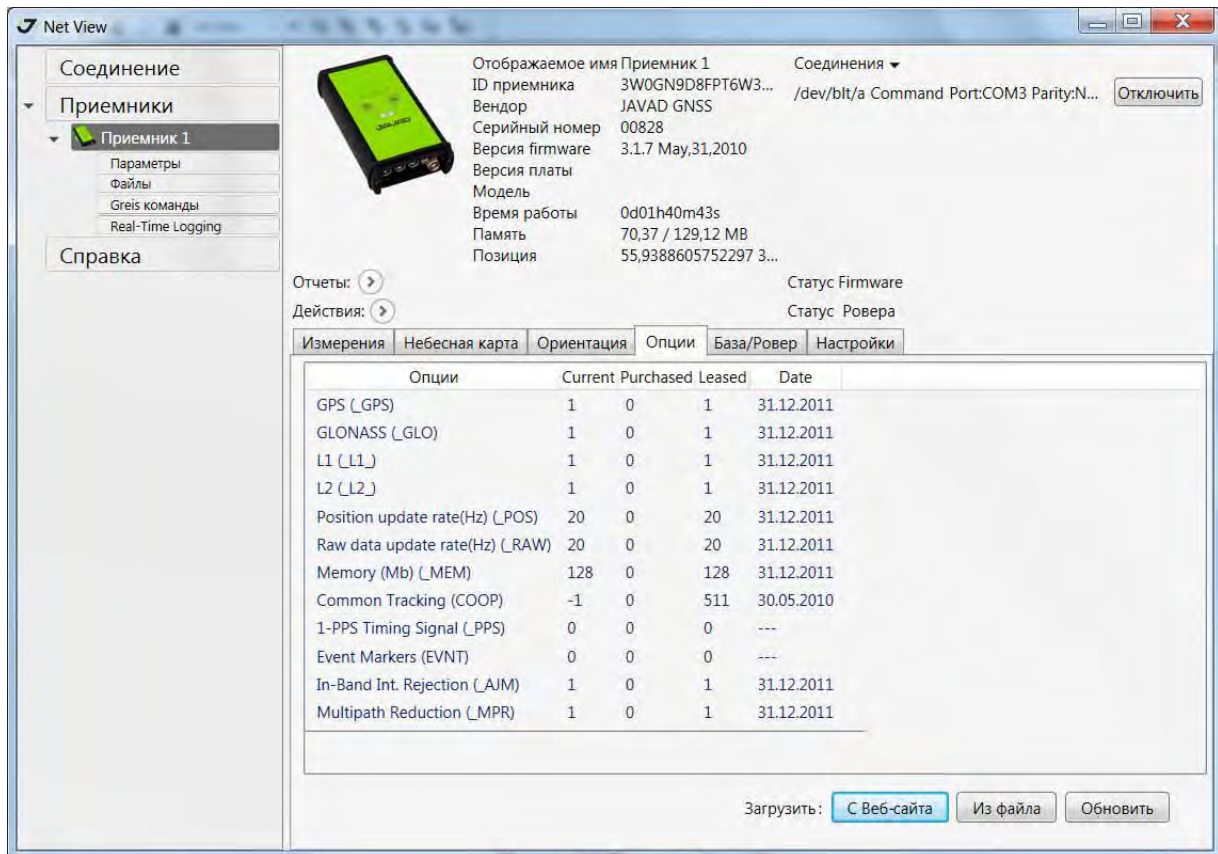 Net View
Соединение
Приемники
Приемник 1
Параметры
Файлы
Greis команды
Real-Time Logging
Справка
JAVAD
Отображаемое имя Приемник 1
ID приемника 3W0GN9D8FPT6W3...
Вендор JAVAD GNSS
Серийный номер 00828
Версия firmware 3.1.7 May,31,2010
Версия платы
Модель
Время работы 0d01h40m43s
Память 70,37 / 129,12 MB
Позиция 55,9388605752297 3...
Соединения
/dev/blt/a Command Port:COM3 Parity:N... Отключить
Отчеты: Статус Firmware
Действия: Статус Ровера
Измерения Небесная карта Ориентация Опции База/Ровер Настройки
Опции Current Purchased Leased Date
GPS (_GPS) 1 0 1 31.12.2011
GLONASS (_GLO) 1 0 1 31.12.2011
L1 (_L1_) 1 0 1 31.12.2011
L2 (_L2_) 1 0 1 31.12.2011
Position update rate(Hz) (_POS) 20 0 20 31.12.2011
Raw data update rate(Hz) (_RAW) 20 0 20 31.12.2011
Memory (Mb) (_MEM) 128 0 128 31.12.2011
Common Tracking (COOP) -1 0 511 30.05.2010
1-PPS Timing Signal (_PPS) 0 0 0 ---
Event Markers (EVNT) 0 0 0 ---
In-Band Int. Rejection (_AJM) 1 0 1 31.12.2011
Multipath Reduction (_MPR) 1 0 1 31.12.2011
Загрузить: С Веб-сайта Из файла Обновить